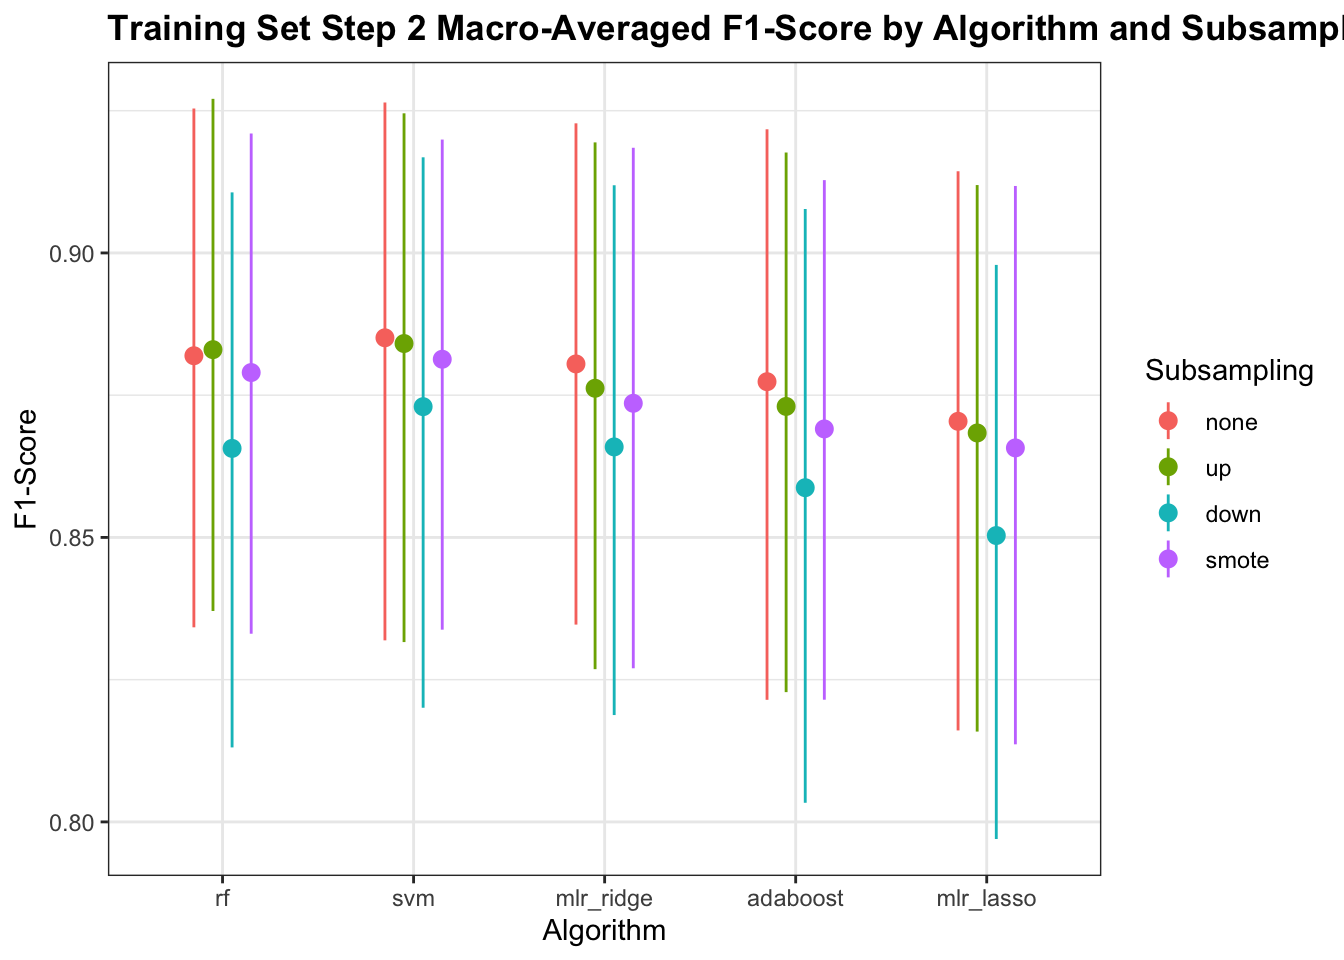 Training Set Step 2 Macro-Averaged F1-Score by Algorithm and Subsampl
0.90
0.85
0.80
F1-Score
rf svm mlr_ridge adaboost mlr_lasso
Algorithm
Subsampling
none
up
down
smote